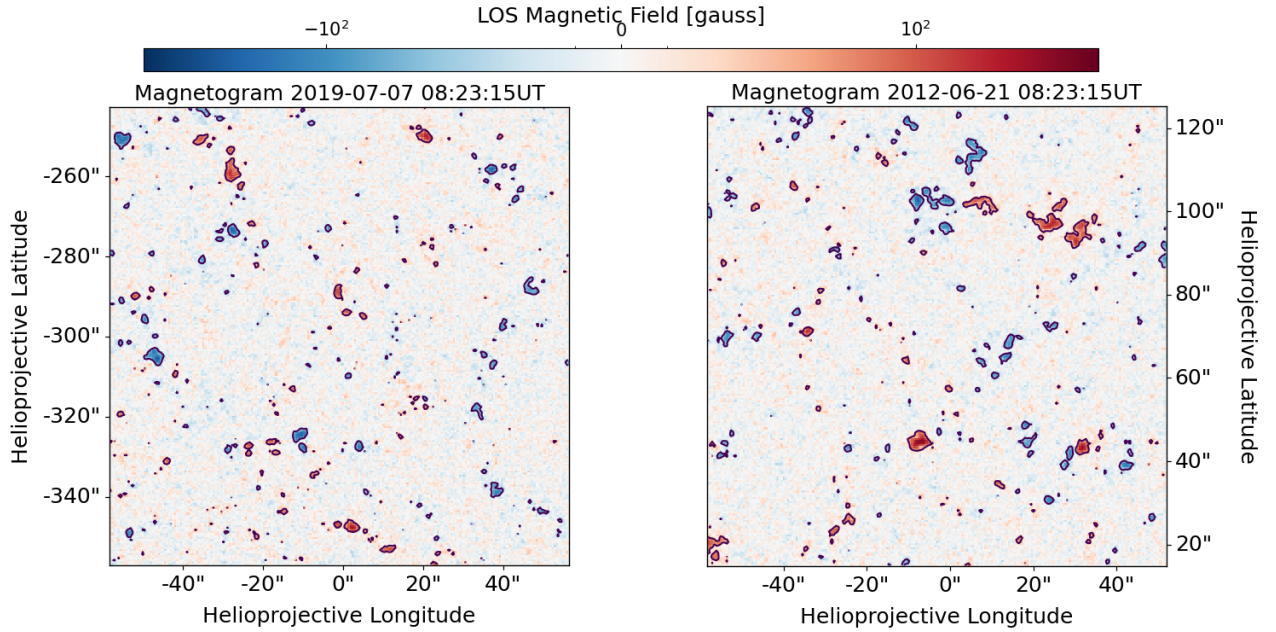 LOS Magnetic Field [gauss]
−10² 0 10²
Magnetogram 2019-07-07 08:23:15UT
Magnetogram 2012-06-21 08:23:15UT
-260"
-280"
-300"
-320"
-340"
Helioprojective Latitude
-40" -20" 0" 20" 40"
Helioprojective Longitude
120"
100"
80"
60"
40"
20"
Helioprojective Latitude
-40" -20" 0" 20" 40"
Helioprojective Longitude